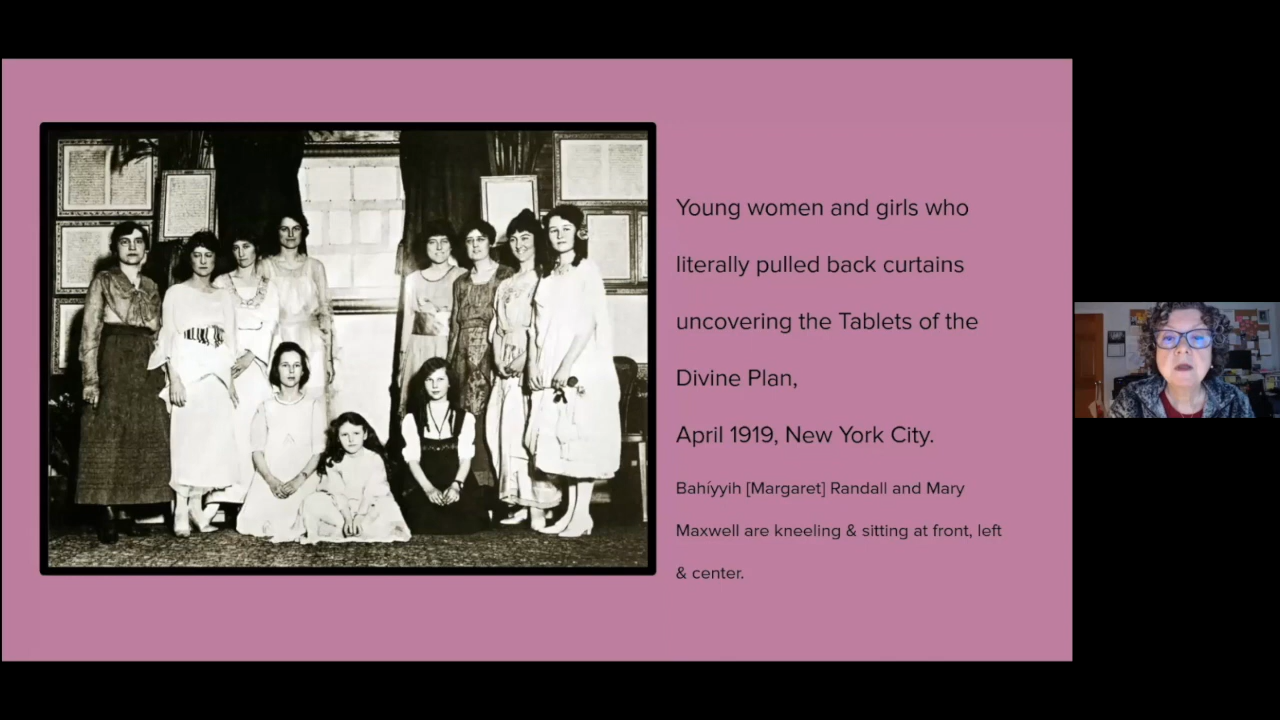 Young women and girls who
literally pulled back curtains
uncovering the Tablets of the
Divine Plan,
April 1919, New York City.
Bahíyyih [Margaret] Randall and Mary
Maxwell are kneeling & sitting at front, left
& center.